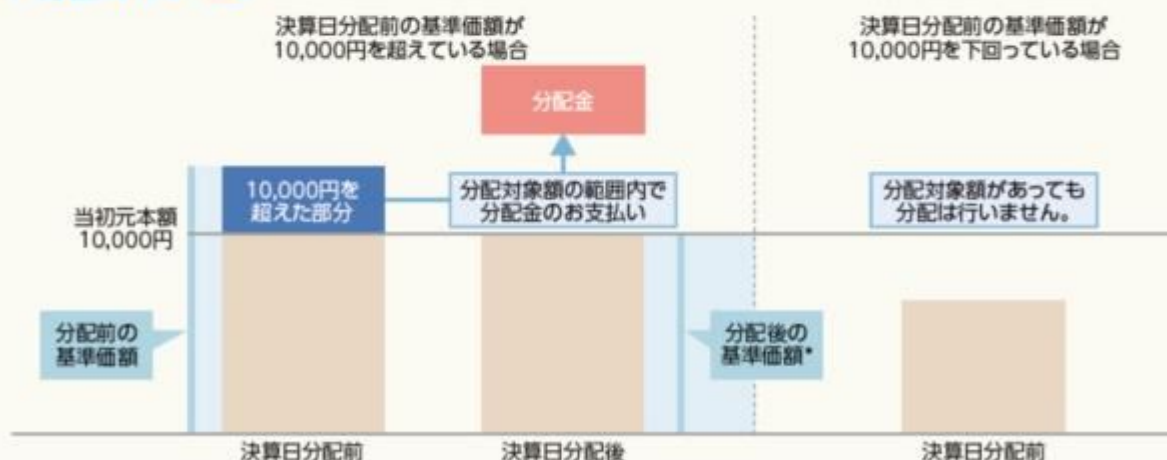 決算日分配前の基準価額が
10,000円を超えている場合
決算日分配前の基準価額が
10,000円を下回っている場合
分配金
10,000円を
超えた部分
分配対象額の範囲内で
分配金のお支払い
分配対象額があっても
分配は行いません。
当初元本額
10,000円
分配前の
基準価額
分配後の
基準価額*
決算日分配前
決算日分配後
決算日分配前